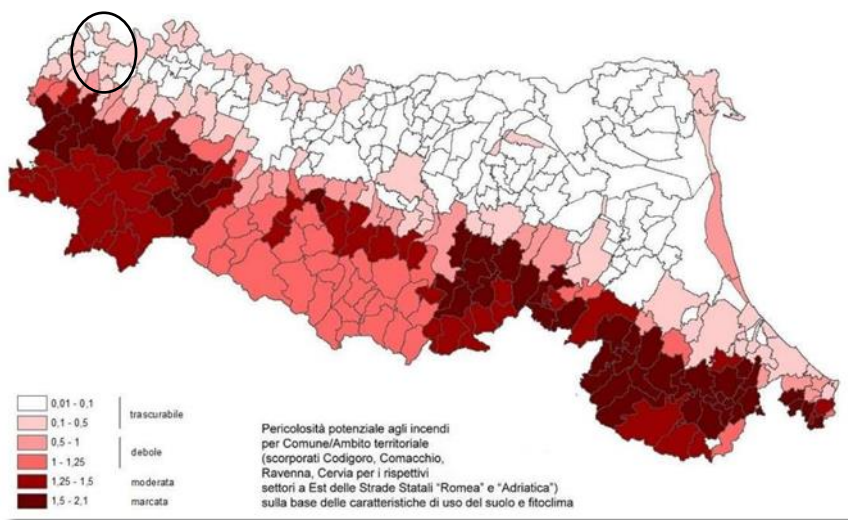 0,01 - 0,1
0,1 - 0,5
trascurabile
0,5 - 1
debole
1 - 1,25
1,25 - 1,5 moderata
1,5 - 2,1 marcata
Pericolosità potenziale agli incendi
per Comune/Ambito territoriale
(scorporati Codigoro, Comacchio,
Ravenna, Cervia per i rispettivi
settori a Est delle Strade Statali "Romea" e "Adriatica")
sulla base delle caratteristiche di uso del suolo e fitoclima